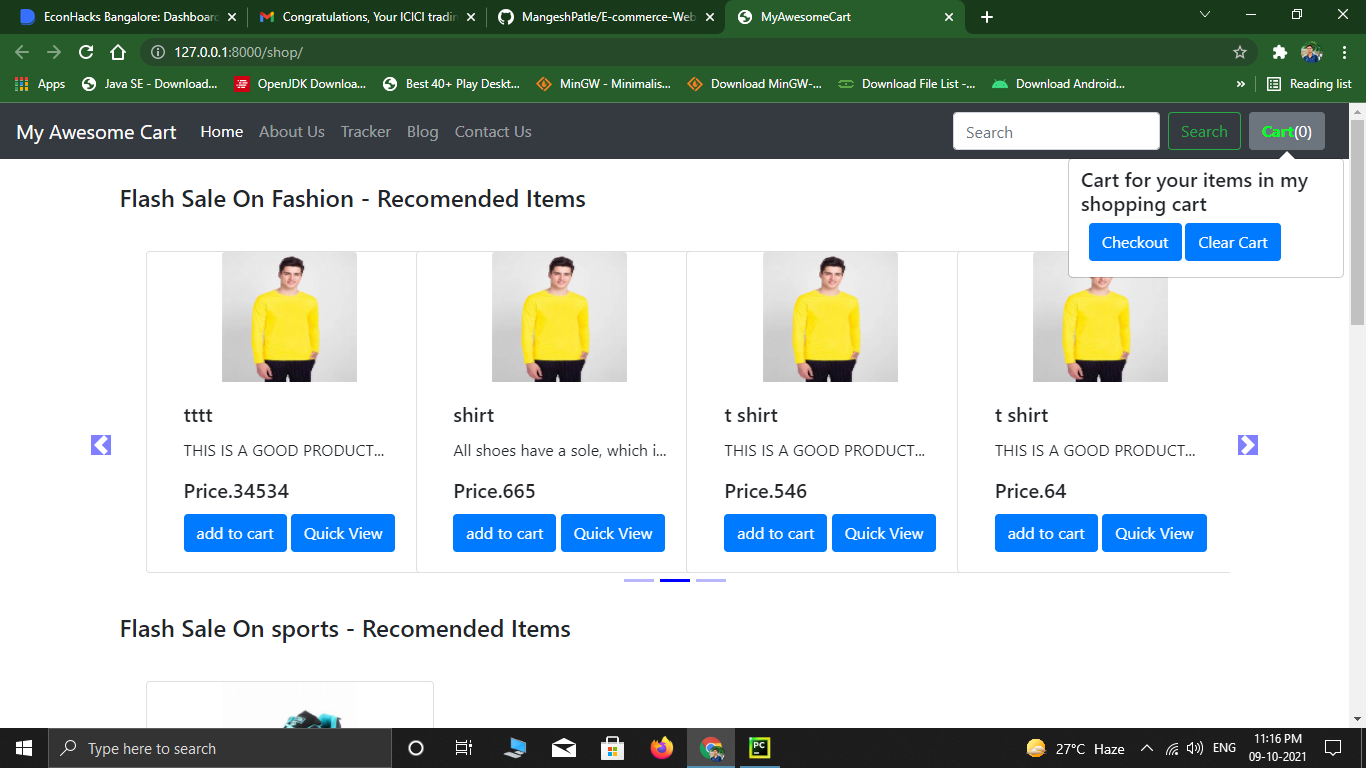 EconHacks Bangalore: Dashboard
Congratulations, Your ICICI tradin
MangeshPatle/E-commerce-Web
MyAwesomeCart
127.0.0.1:8000/shop/
Apps
Java SE - Download...
OpenJDK Downloa...
Best 40+ Play Deskt...
MinGW - Minimalis...
Download MinGW-...
Download File List -...
Download Android...
»
Reading list
My Awesome Cart
Home
About Us
Tracker
Blog
Contact Us
Search
Search
Cart(0)
Cart for your items in my
shopping cart
Checkout
Clear Cart
Flash Sale On Fashion - Recomended Items
tttt
THIS IS A GOOD PRODUCT...
Price.34534
add to cart
Quick View
shirt
All shoes have a sole, which i...
Price.665
add to cart
Quick View
t shirt
THIS IS A GOOD PRODUCT...
Price.546
add to cart
Quick View
t shirt
THIS IS A GOOD PRODUCT...
Price.64
add to cart
Quick View
Flash Sale On sports - Recomended Items
Type here to search
PC
27°C Haze
ENG
11:16 PM
09-10-2021